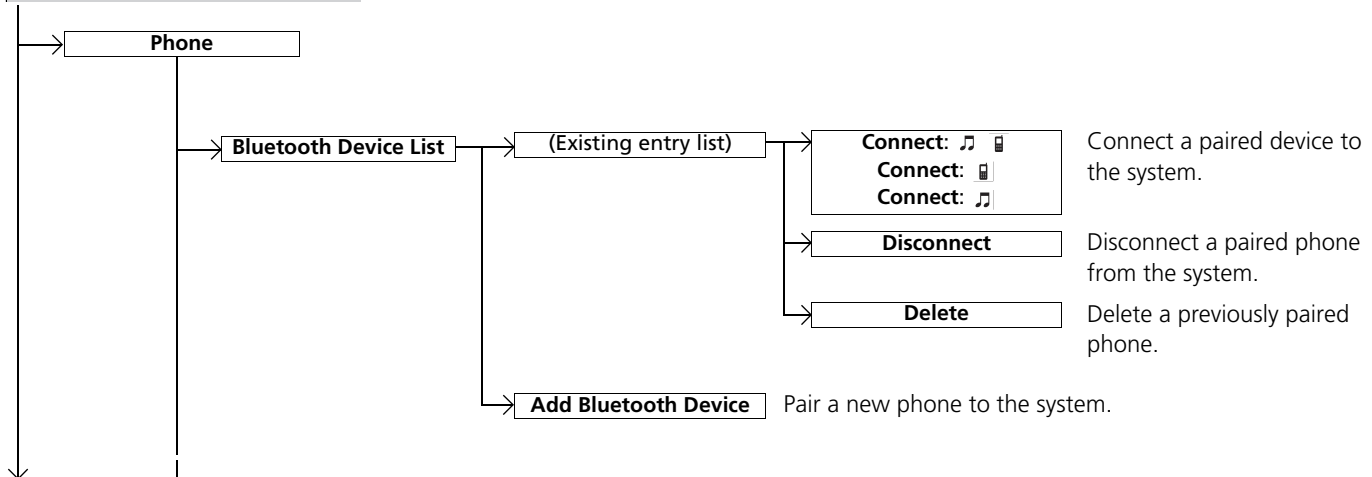 Phone
Bluetooth Device List
(Existing entry list)
Connect: ♫ 📱
Connect: 📱
Connect: ♫
Connect a paired device to
the system.
Disconnect
Disconnect a paired phone
from the system.
Delete
Delete a previously paired
phone.
Add Bluetooth Device
Pair a new phone to the system.